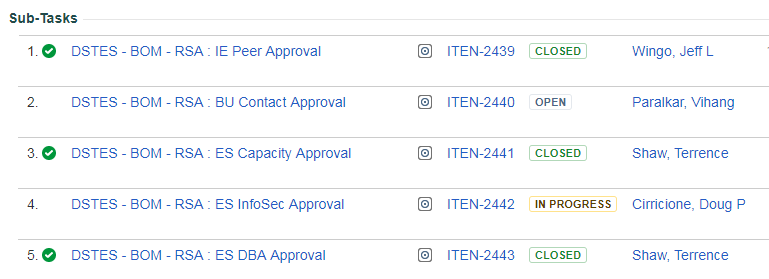 Sub-Tasks
1. DSTES - BOM - RSA : IE Peer Approval ITEN-2439 CLOSED Wingo, Jeff L
2. DSTES - BOM - RSA : BU Contact Approval ITEN-2440 OPEN Paralkar, Vihang
3. DSTES - BOM - RSA : ES Capacity Approval ITEN-2441 CLOSED Shaw, Terrence
4. DSTES - BOM - RSA : ES InfoSec Approval ITEN-2442 IN PROGRESS Cirricione, Doug P
5. DSTES - BOM - RSA : ES DBA Approval ITEN-2443 CLOSED Shaw, Terrence